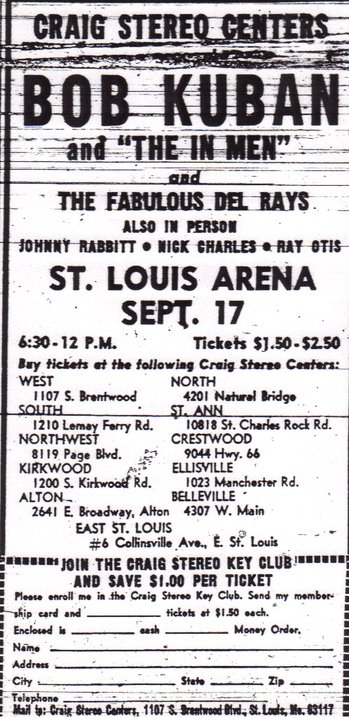 CRAIG STEREO CENTERS
BOB KUBAN
and "THE IN MEN"
and
THE FABULOUS DEL RAYS
ALSO IN PERSON
JOHNNY RABBITT • NICK CHARLES • RAY OTIS
ST. LOUIS ARENA
SEPT. 17
6:30-12 P.M. Tickets $1.50-$2.50
Buy tickets at the following Craig Stereo Centers:
WEST NORTH
1107 S. Brentwood 4201 Natural Bridge
SOUTH ST. ANN
1210 Lemay Ferry Rd. 10818 St. Charles Rock Rd.
NORTHWEST CRESTWOOD
8119 Page Blvd. 9044 Hwy. 66
KIRKWOOD ELLISVILLE
1200 S. Kirkwood Rd. 1023 Manchester Rd.
ALTON BELLEVILLE
2641 E. Broadway, Alton 4307 W. Main
EAST ST. LOUIS
#6 Collinsville Ave., E. St. Louis
JOIN THE CRAIG STEREO KEY CLUB
AND SAVE $1.00 PER TICKET
Please enroll me in the Craig Stereo Key Club. Send my member-
ship card and ________ tickets at $1.50 each.
Enclosed is ________ cash ________ Money Order.
Name
Address
City ________ State ________ Zip ________
Telephone
Mail to: Craig Stereo Centers, 1107 S. Brentwood Blvd., St. Louis, Mo. 63117